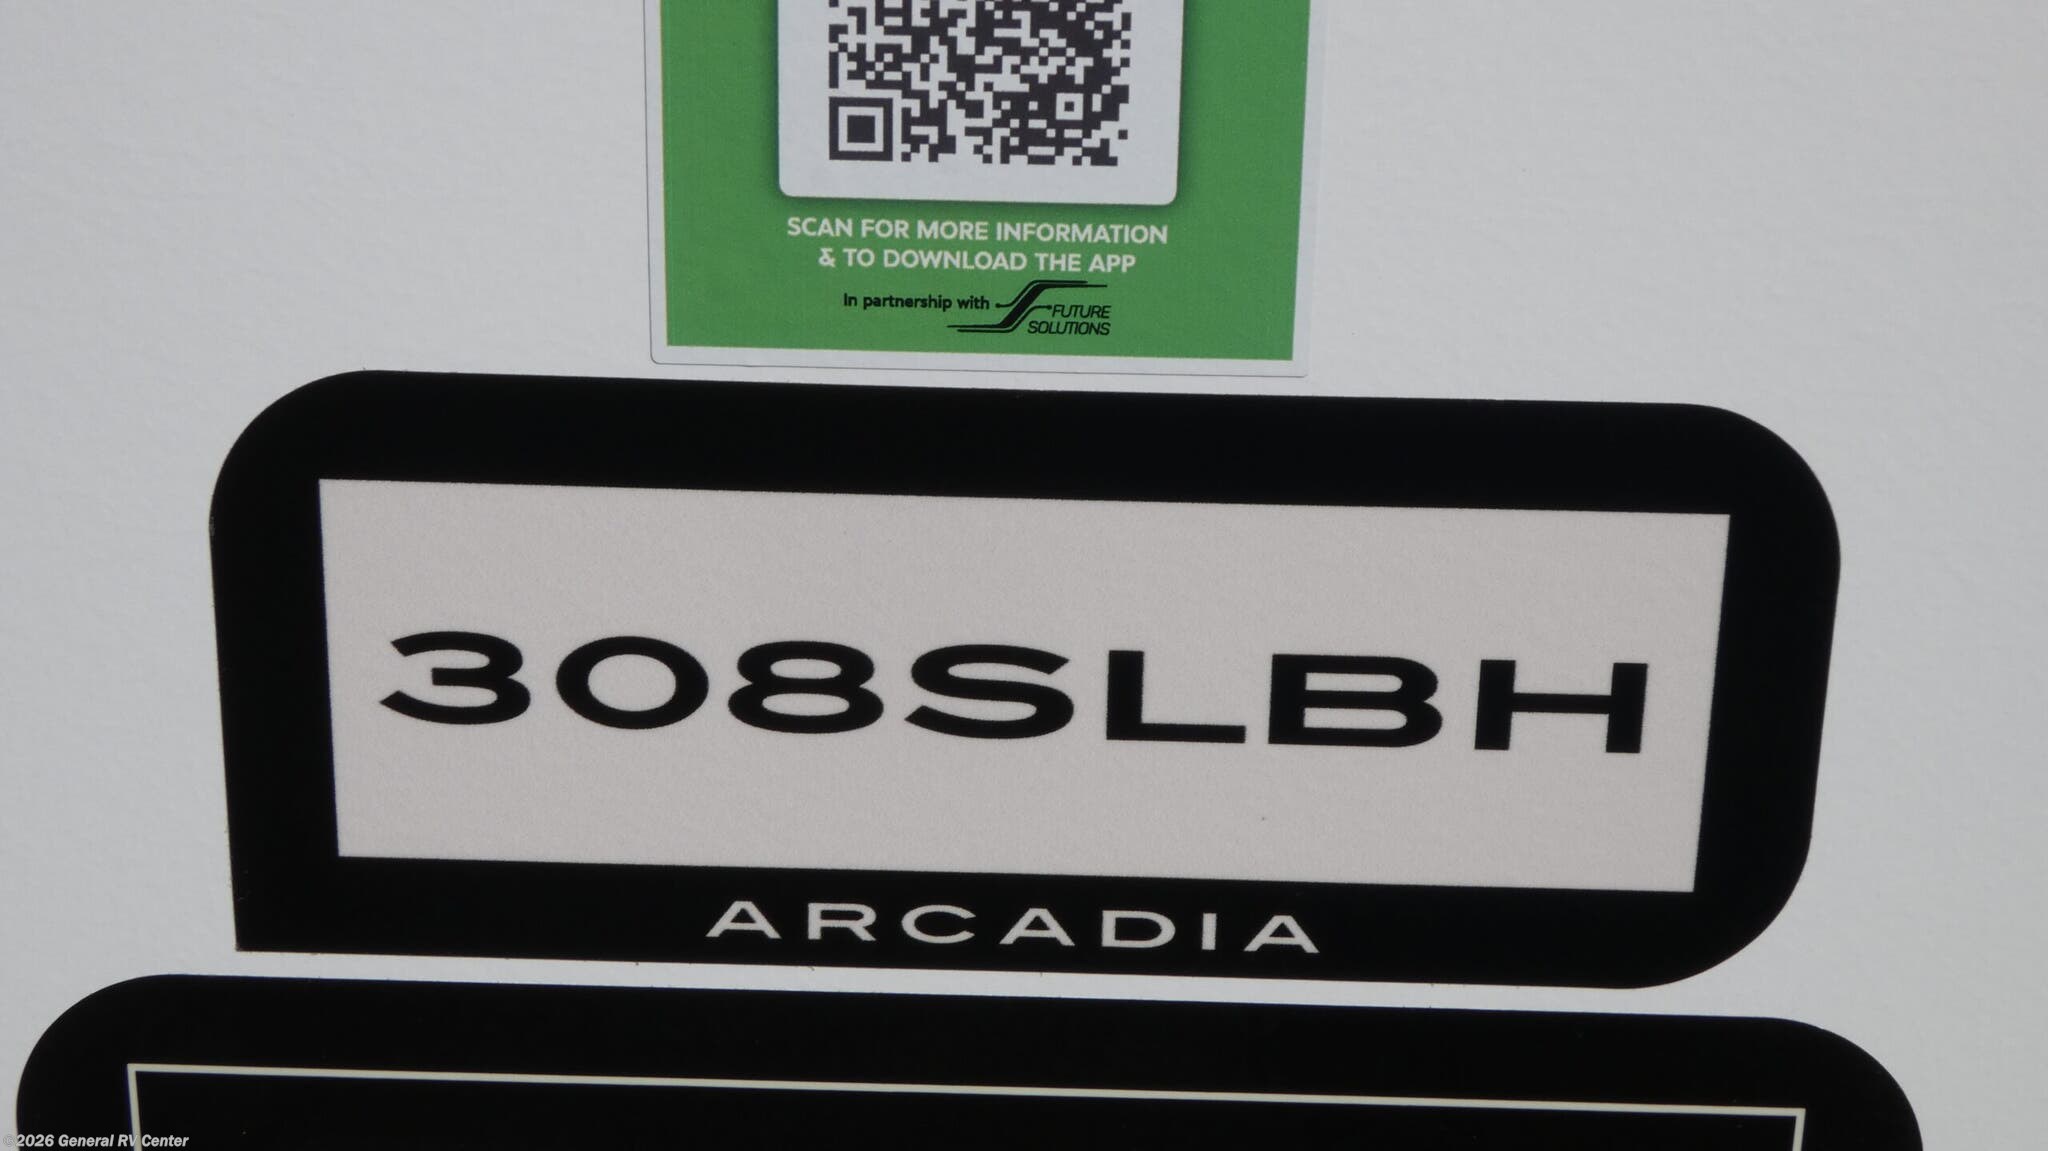 SCAN FOR MORE INFORMATION
& TO DOWNLOAD THE APP
In partnership with
FUTURE
SOLUTIONS
308SLBH
ARCADIA
©2026 General RV Center